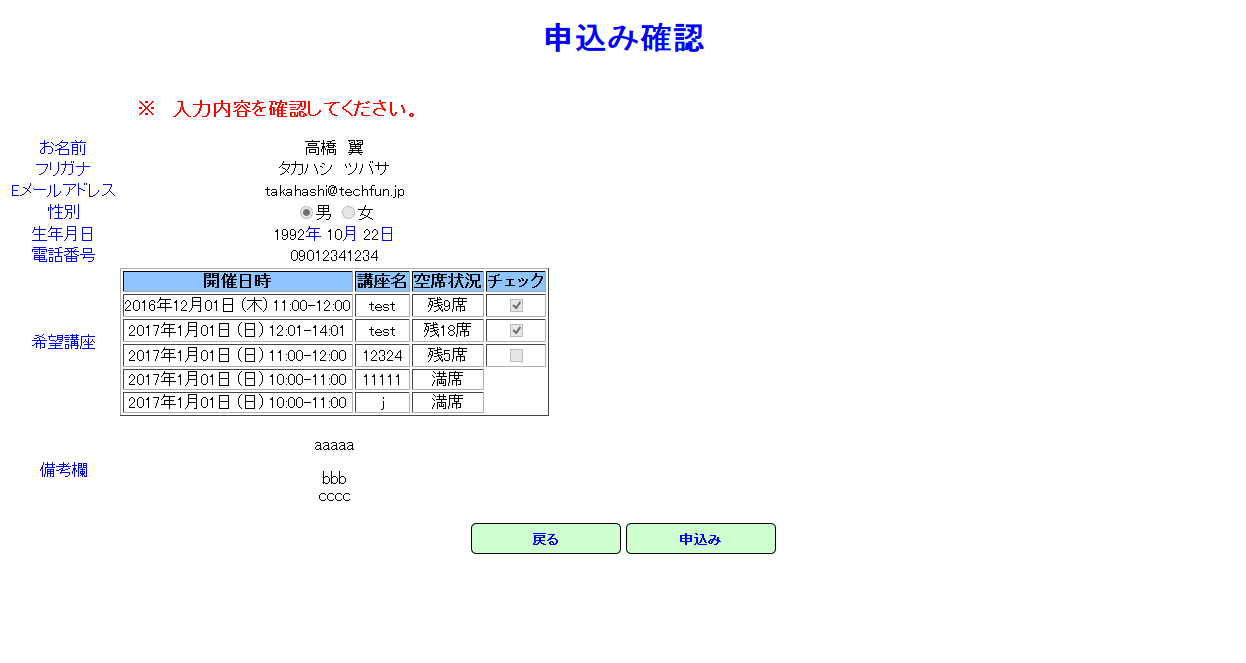 申込み確認
※　入力内容を確認してください。
お名前 高橋　翼
フリガナ タカハシ　ツバサ
Eメールアドレス takahashi@techfun.jp
性別 男 女
生年月日 1992年 10月 22日
電話番号 09012341234
希望講座
開催日時 講座名 空席状況 チェック
2016年12月01日（木）11:00-12:00 test 残9席
2017年1月01日（日）12:01-14:01 test 残18席
2017年1月01日（日）11:00-12:00 12324 残5席
2017年1月01日（日）10:00-11:00 11111 満席
2017年1月01日（日）10:00-11:00 j 満席
備考欄
aaaaa
bbb
cccc
戻る 申込み